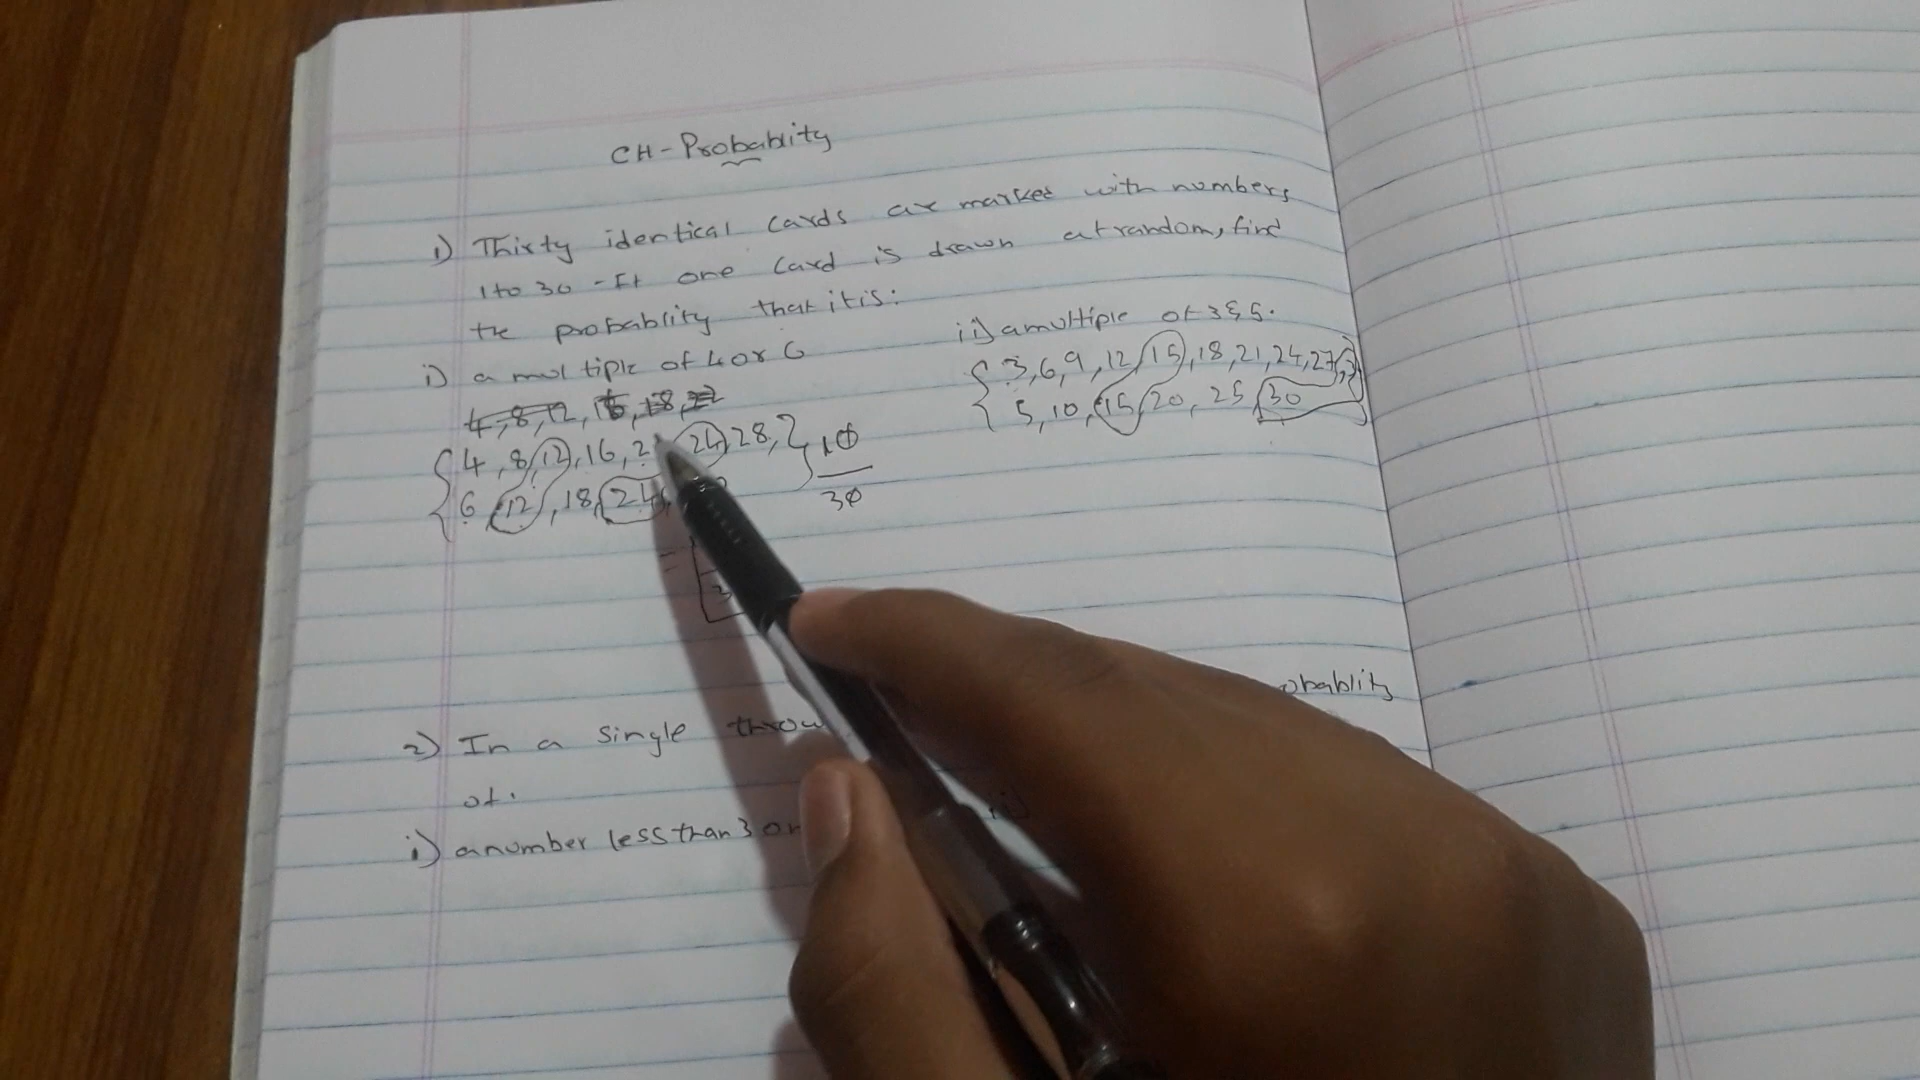 CH-Probablity
1) Thirty identical cards are marked with numbers
1 to 30 - If one card is drawn at random, find
the probablity that it is:
i) a multiple of 4 or 6
ii) a multiple of 3 & 5.
4, 8, 12, 16, 18, 22
{ 4, 8, 12, 16, 2 24, 28, } 10
{ 6, 12, 18, 24, 30
{ 3, 6, 9, 12, 15, 18, 21, 24, 27,
{ 5, 10, 15, 20, 25, 30
=
3
obablity
2) In a single throw
of.
i) a number less than 3 or
ii)